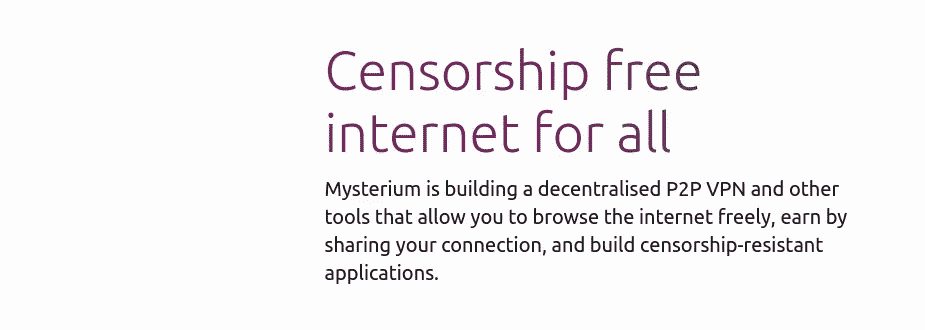 Censorship free
internet for all
Mysterium is building a decentralised P2P VPN and other
tools that allow you to browse the internet freely, earn by
sharing your connection, and build censorship-resistant
applications.